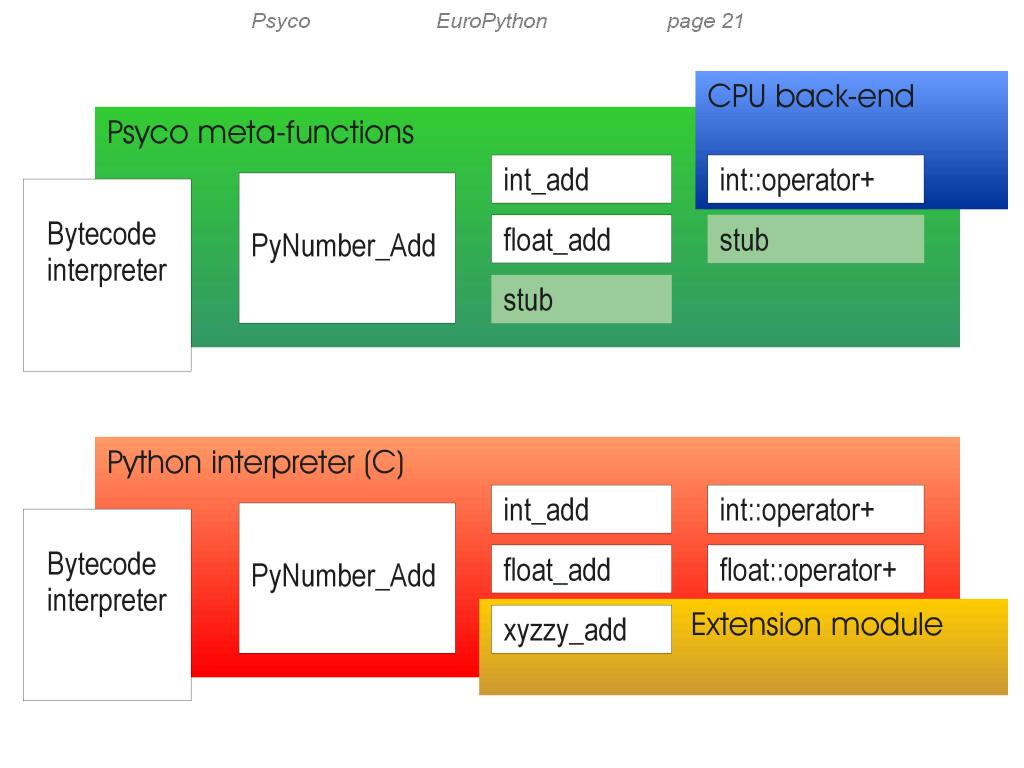 Psyco EuroPython page 21
CPU back-end
Psyco meta-functions
int_add
int::operator+
Bytecode
interpreter
PyNumber_Add
float_add
stub
stub
Python interpreter (C)
int_add
int::operator+
Bytecode
interpreter
PyNumber_Add
float_add
float::operator+
xyzzy_add
Extension module